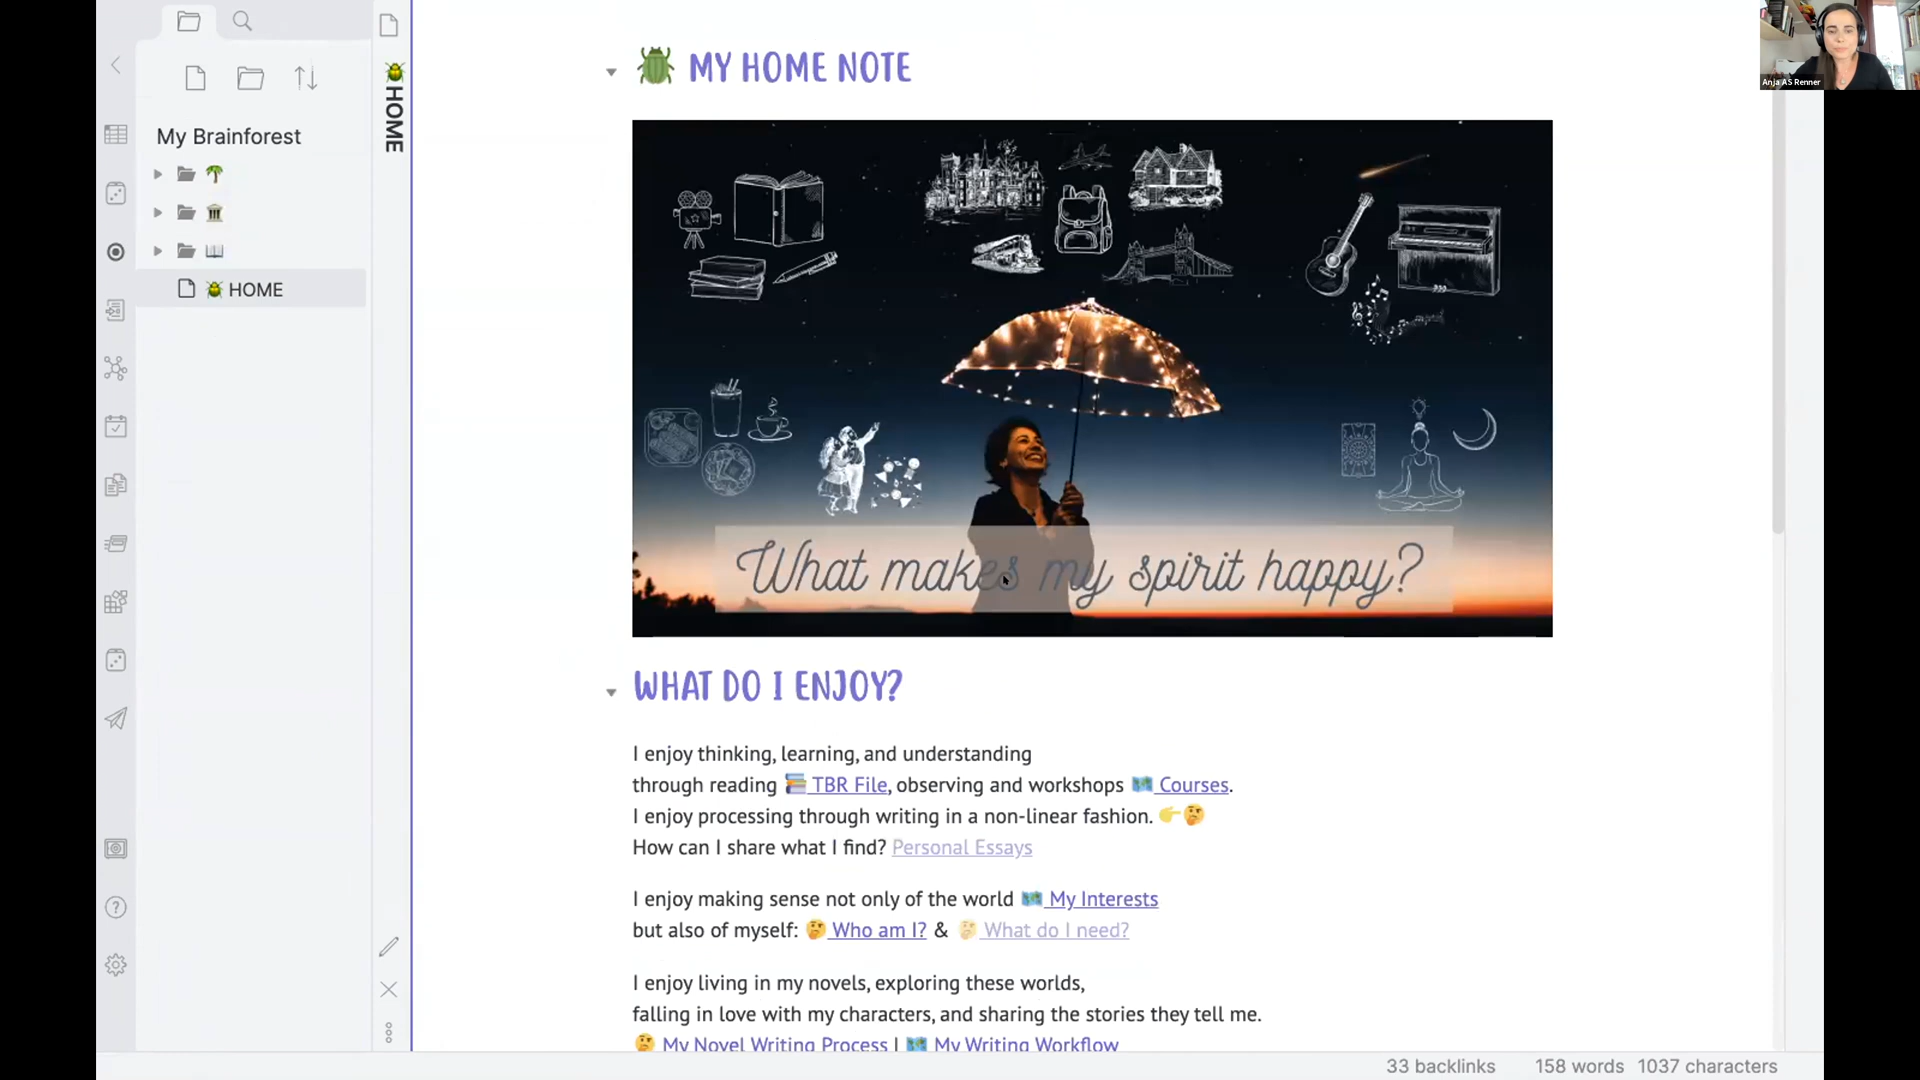 My Brainforest
HOME
HOME
MY HOME NOTE
What makes my spirit happy?
WHAT DO I ENJOY?
I enjoy thinking, learning, and understanding
through reading 📚 TBR File, observing and workshops 🗺️ Courses.
I enjoy processing through writing in a non-linear fashion. 👉🤔
How can I share what I find? Personal Essays
I enjoy making sense not only of the world 🗺️ My Interests
but also of myself: 🤔 Who am I? & 🤔 What do I need?
I enjoy living in my novels, exploring these worlds,
falling in love with my characters, and sharing the stories they tell me.
🤔 My Novel Writing Process | 🗺️ My Writing Workflow
33 backlinks 158 words 1037 characters
Anja AS Renner